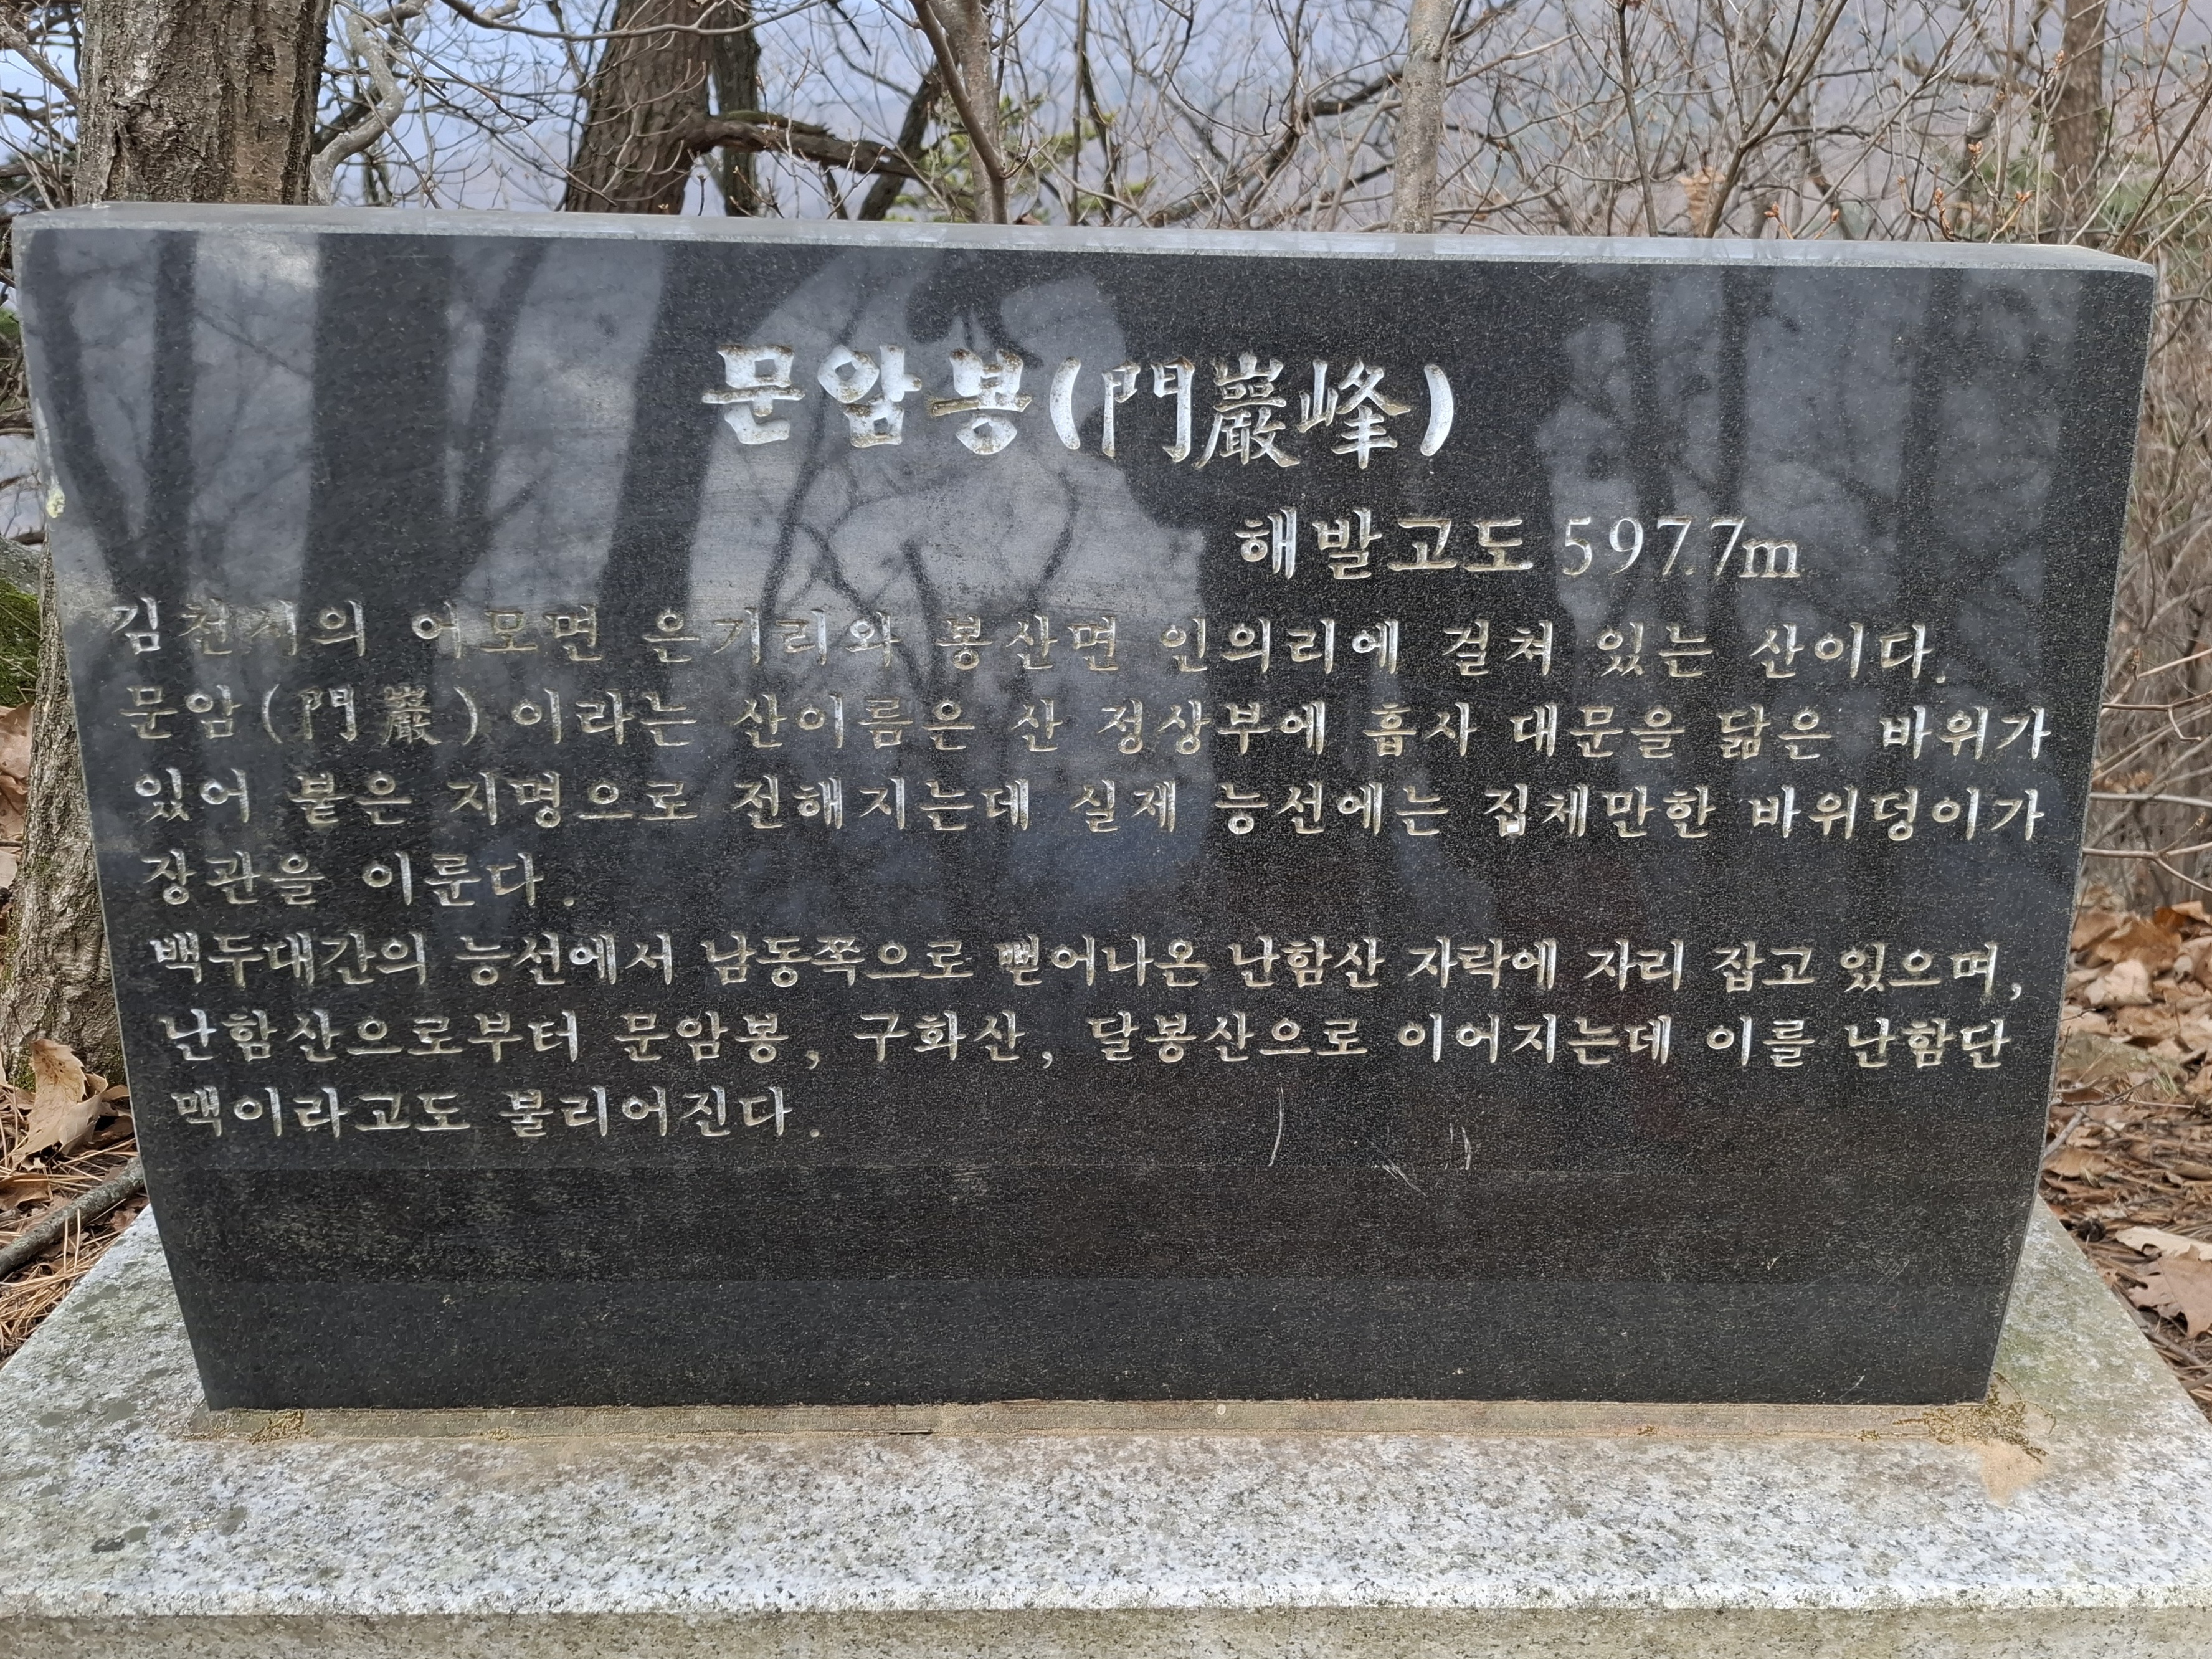 문암봉(門巖峰)
해발고도 597.7m
김천시의 어모면 은기리와 봉산면 인의리에 걸쳐 있는 산이다.
문암(門巖)이라는 산이름은 산 정상부에 흡사 대문을 닮은 바위가
있어 붙은 지명으로 전해지는데 실제 능선에는 집체만한 바위덩이가
장관을 이룬다.
백두대간의 능선에서 남동쪽으로 뻗어나온 난함산 자락에 자리 잡고 있으며,
난함산으로부터 문암봉, 구화산, 달봉산으로 이어지는데 이를 난함단
맥이라고도 불리어진다.